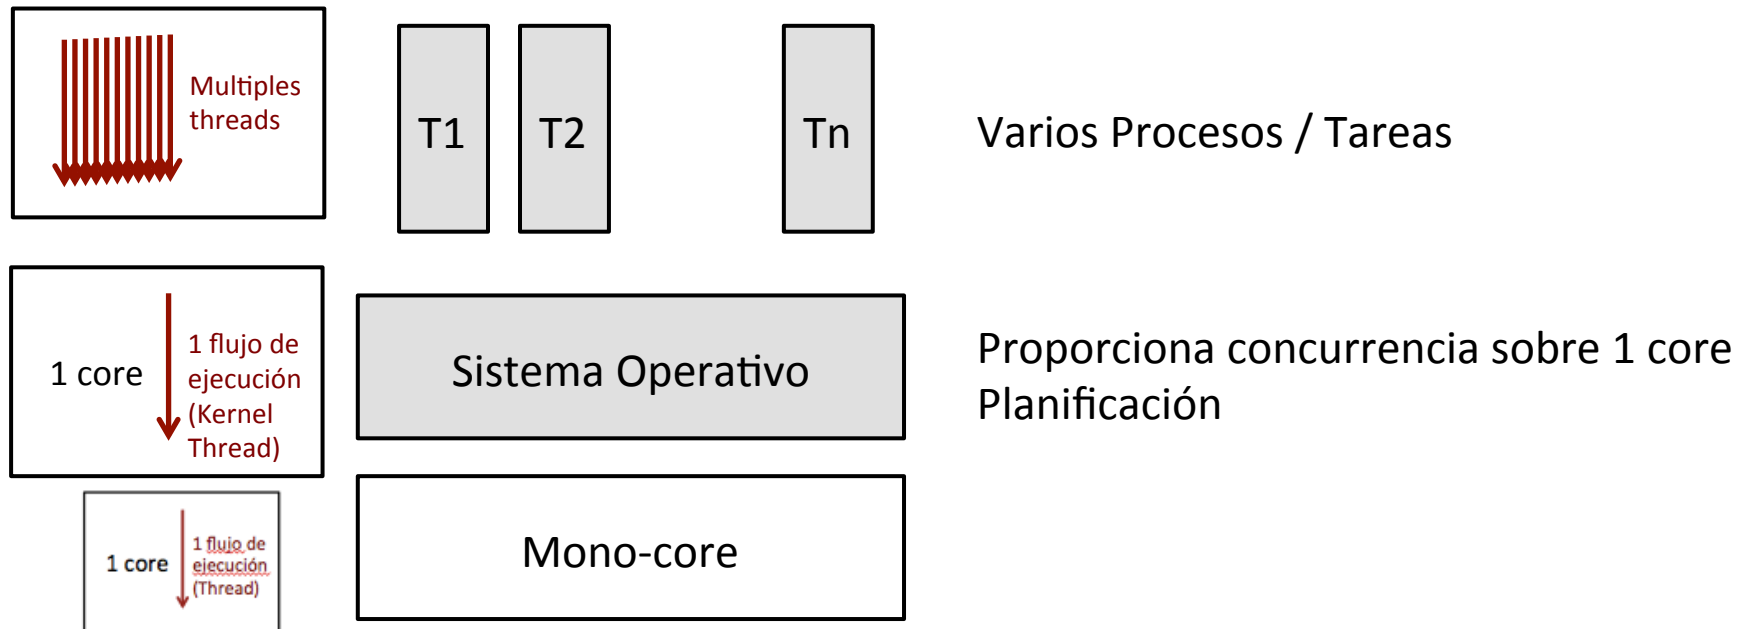 Multiples
threads
T1
T2
Tn
Varios Procesos / Tareas
1 core
1 flujo de
ejecución
(Kernel
Thread)
Sistema Operativo
Proporciona concurrencia sobre 1 core
Planificación
1 core
1 flujo de
ejecución
(Thread)
Mono-core